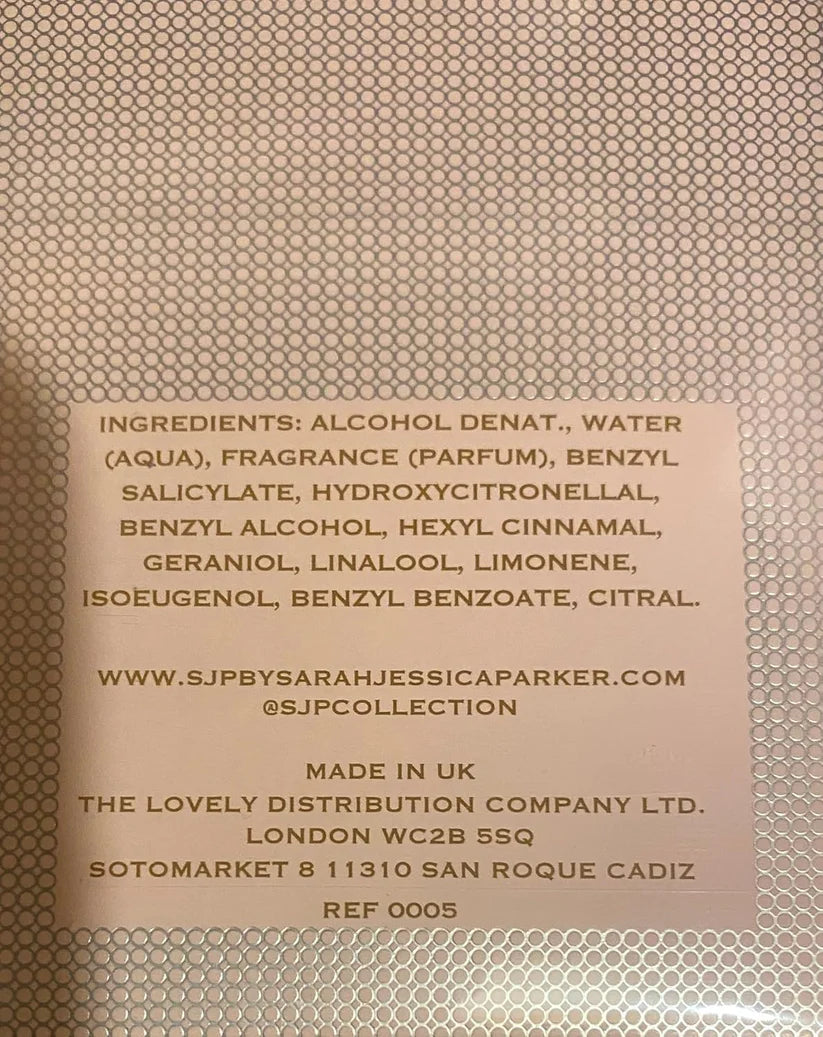 INGREDIENTS: ALCOHOL DENAT., WATER
(AQUA), FRAGRANCE (PARFUM), BENZYL
SALICYLATE, HYDROXYCITRONELLAL,
BENZYL ALCOHOL, HEXYL CINNAMAL,
GERANIOL, LINALOOL, LIMONENE,
ISOEUGENOL, BENZYL BENZOATE, CITRAL.
WWW.SJPBYSARAHJESSICAPARKER.COM
@SJPCOLLECTION
MADE IN UK
THE LOVELY DISTRIBUTION COMPANY LTD.
LONDON WC2B 5SQ
SOTOMARKET 8 11310 SAN ROQUE CADIZ
REF 0005